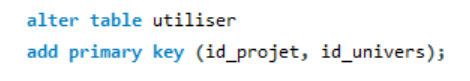 alter table utiliser
add primary key (id_projet, id_univers);